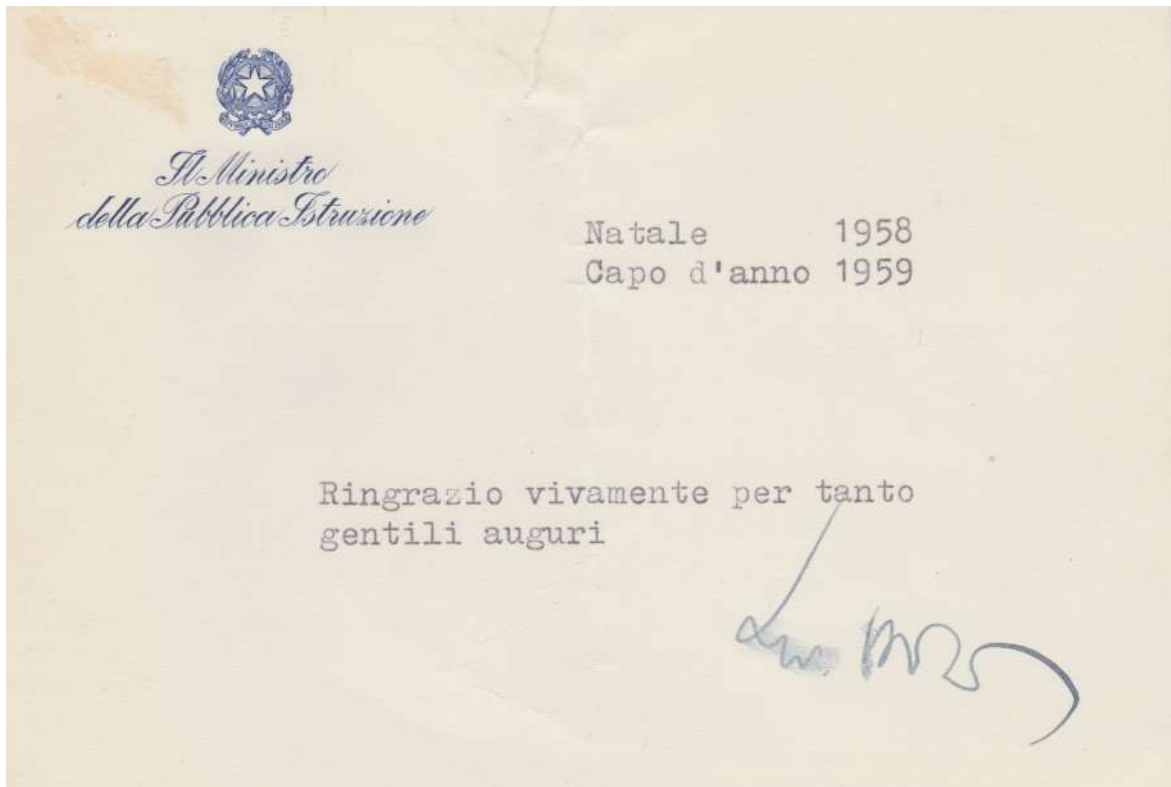 Il Ministro
della Pubblica Istruzione
Natale 1958
Capo d'anno 1959
Ringrazio vivamente per tanto
gentili auguri